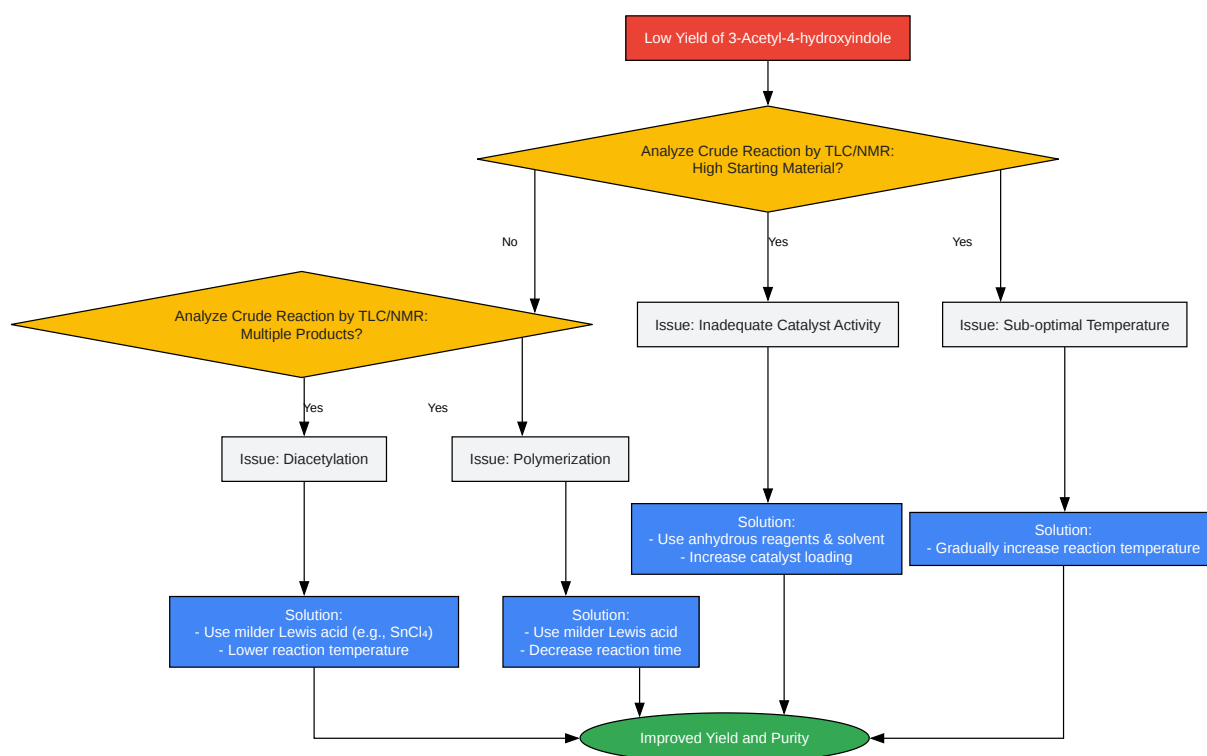 Low Yield of 3-Acetyl-4-hydroxyindole
Analyze Crude Reaction by TLC/NMR:
High Starting Material?
No
Yes
Yes
Analyze Crude Reaction by TLC/NMR:
Multiple Products?
Issue: Inadequate Catalyst Activity
Issue: Sub-optimal Temperature
Yes
Yes
Issue: Diacetylation
Issue: Polymerization
Solution:
- Use anhydrous reagents & solvent
- Increase catalyst loading
Solution:
- Gradually increase reaction temperature
Solution:
- Use milder Lewis acid (e.g., SnCl₄)
- Lower reaction temperature
Solution:
- Use milder Lewis acid
- Decrease reaction time
Improved Yield and Purity